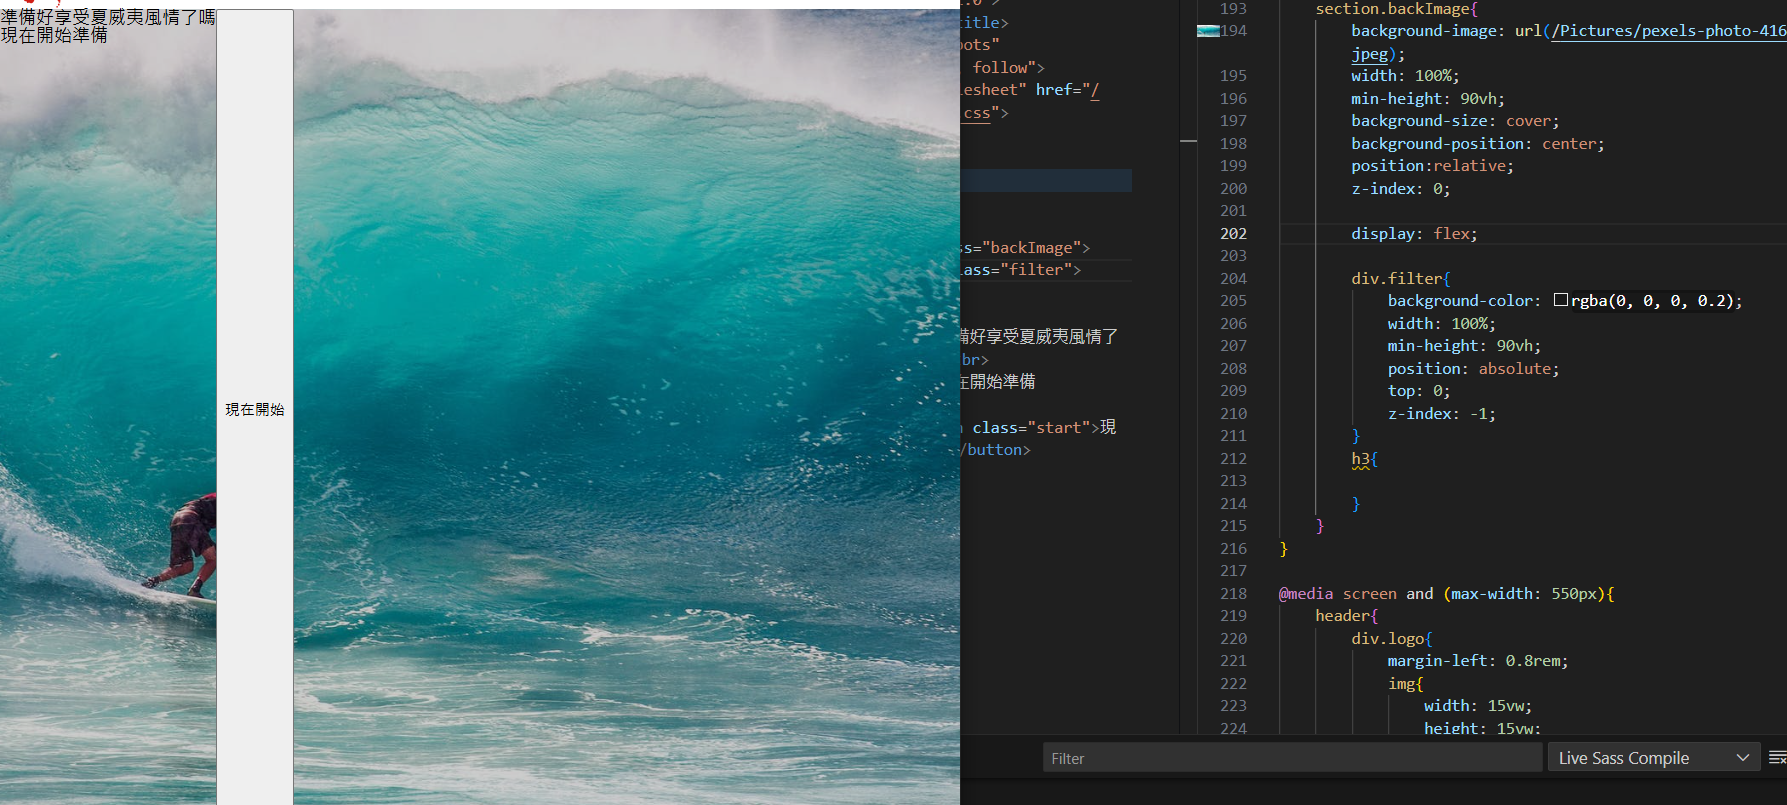 準備好享受夏威夷風情了嗎
現在開始準備
現在開始
title>
follow">
lesheet" href="/
css">
ss="backImage">
lass="filter">
好享受夏威夷風情了
br>
在開始準備
class="start">現
/button>
193 section.backImage{
194 background-image: url(/Pictures/pexels-photo-416
jpeg);
195 width: 100%;
196 min-height: 90vh;
197 background-size: cover;
198 background-position: center;
199 position:relative;
200 z-index: 0;
201
202 display: flex;
203
204 div.filter{
205 background-color: rgba(0, 0, 0, 0.2);
206 width: 100%;
207 min-height: 90vh;
208 position: absolute;
209 top: 0;
210 z-index: -1;
211 }
212 h3{
213
214 }
215 }
216 }
217
218 @media screen and (max-width: 550px){
219 header{
220 div.logo{
221 margin-left: 0.8rem;
222 img{
223 width: 15vw;
224 height: 15vw;
Filter
Live Sass Compile